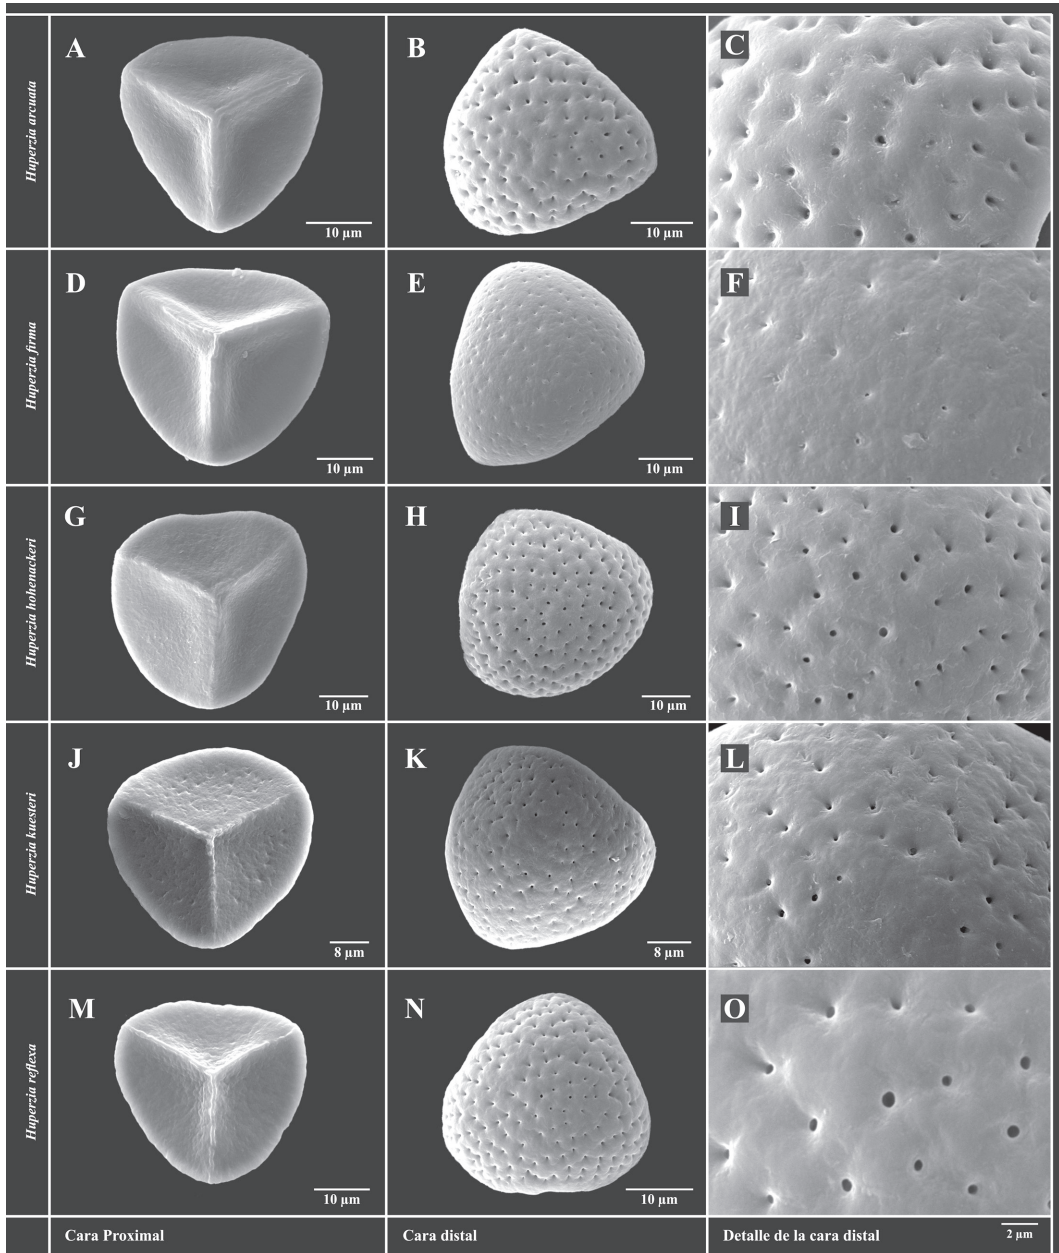 Huperzia arcuata
A
10 µm
B
10 µm
C
Huperzia firma
D
10 µm
E
10 µm
F
Huperzia hohenackeri
G
10 µm
H
10 µm
I
Huperzia kuesteri
J
8 µm
K
8 µm
L
Huperzia reflexa
M
10 µm
N
10 µm
O
Cara Proximal
Cara distal
Detalle de la cara distal
2 µm